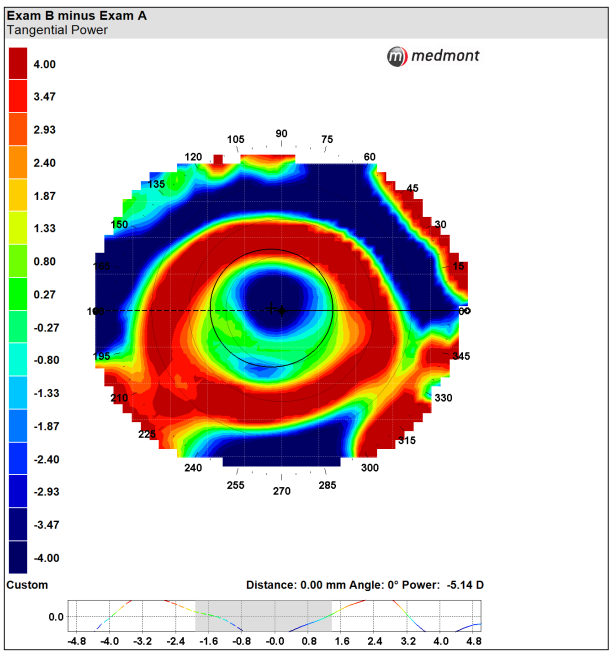 Exam B minus Exam A
Tangential Power
medmont
4.00
3.47
2.93
2.40
1.87
1.33
0.80
0.27
-0.27
-0.80
-1.33
-1.87
-2.40
-2.93
-3.47
-4.00
120 105 90 75 60
135 45
150 30
15
195 345
210 330
225 315
240 255 270 285 300
Custom
Distance: 0.00 mm Angle: 0° Power: -5.14 D
0.0
-4.8 -4.0 -3.2 -2.4 -1.6 -0.8 -0.0 0.8 1.6 2.4 3.2 4.0 4.8